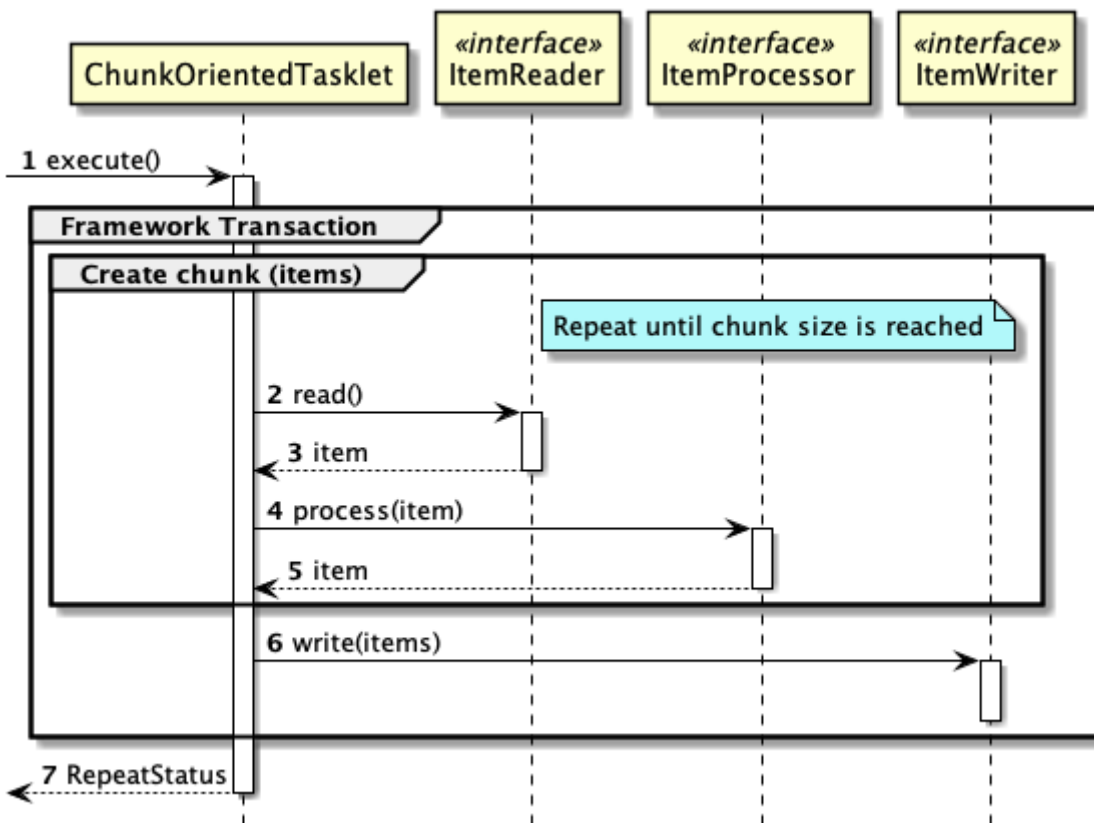 ChunkOrientedTasklet
«interface»
ItemReader
«interface»
ItemProcessor
«interface»
ItemWriter
1 execute()
Framework Transaction
Create chunk (items)
Repeat until chunk size is reached
2 read()
3 item
4 process(item)
5 item
6 write(items)
7 RepeatStatus